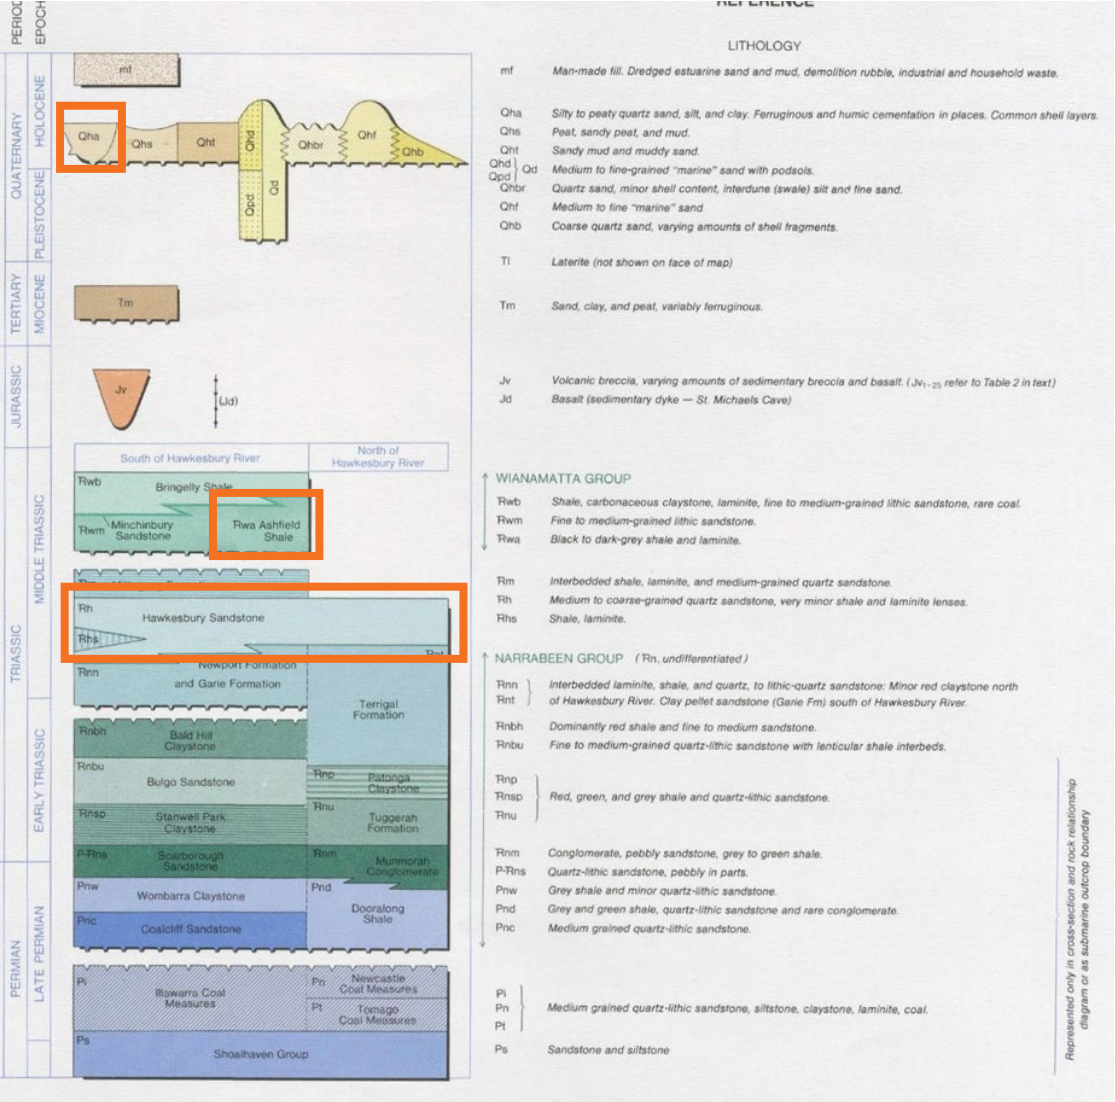 REFERENCE
PERIOD
EPOCH
LITHOLOGY
QUATERNARY
HOLOCENE
PLEISTOCENE
TERTIARY
MIOCENE
JURASSIC
TRIASSIC
MIDDLE TRIASSIC
EARLY TRIASSIC
PERMIAN
LATE PERMIAN
mf
Qha
Qhs
Qht
Qhd
Qpd
Qd
Qhbr
Qhf
Qhb
Tm
Jv
(Jd)
South of Hawkesbury River
North of
Hawkesbury River
Rwb
Bringelly Shale
Rwm
Minchinbury
Sandstone
Rwa Ashfield
Shale
Rh
Hawkesbury Sandstone
Rhs
Rnt
Newport Formation
and Garie Formation
Rnn
Terrigal
Formation
Rnbh
Bald Hill
Claystone
Rnbu
Bulgo Sandstone
Rnp
Patonga
Claystone
Rnsp
Stanwell Park
Claystone
Rnu
Tuggerah
Formation
P-Rns
Scarborough
Sandstone
Rnm
Munmorah
Conglomerate
Pnw
Wombarra Claystone
Pnd
Dooralong
Shale
Pnc
Coalcliff Sandstone
Pi
Illawarra Coal
Measures
Pn
Newcastle
Coal Measures
Pt
Tomago
Coal Measures
Ps
Shoalhaven Group
mf Man-made fill. Dredged estuarine sand and mud, demolition rubble, industrial and household waste.
Qha Silty to peaty quartz sand, silt, and clay. Ferruginous and humic cementation in places. Common shell layers.
Qhs Peat, sandy peat, and mud.
Qht Sandy mud and muddy sand.
Qhd
Qpd
Qd Medium to fine-grained "marine" sand with podsols.
Qhbr Quartz sand, minor shell content, interdune (swale) silt and fine sand.
Qhf Medium to fine "marine" sand
Qhb Coarse quartz sand, varying amounts of shell fragments.
Tl Laterite (not shown on face of map)
Tm Sand, clay, and peat, variably ferruginous.
Jv Volcanic breccia, varying amounts of sedimentary breccia and basalt. (Jv1-25 refer to Table 2 in text)
Jd Basalt (sedimentary dyke — St. Michaels Cave)
WIANAMATTA GROUP
Rwb Shale, carbonaceous claystone, laminite, fine to medium-grained lithic sandstone, rare coal.
Rwm Fine to medium-grained lithic sandstone.
Rwa Black to dark-grey shale and laminite.
Rm Interbedded shale, laminite, and medium-grained quartz sandstone.
Rh Medium to coarse-grained quartz sandstone, very minor shale and laminite lenses.
Rhs Shale, laminite.
NARRABEEN GROUP (Rn, undifferentiated)
Rnn Interbedded laminite, shale, and quartz, to lithic-quartz sandstone: Minor red claystone north
Rnt of Hawkesbury River. Clay pellet sandstone (Garie Fm) south of Hawkesbury River.
Rnbh Dominantly red shale and fine to medium sandstone.
Rnbu Fine to medium-grained quartz-lithic sandstone with lenticular shale interbeds.
Rnp
Rnsp Red, green, and grey shale and quartz-lithic sandstone.
Rnu
Rnm Conglomerate, pebbly sandstone, grey to green shale.
P-Rns Quartz-lithic sandstone, pebbly in parts.
Pnw Grey shale and minor quartz-lithic sandstone.
Pnd Grey and green shale, quartz-lithic sandstone and rare conglomerate.
Pnc Medium grained quartz-lithic sandstone.
Pi
Pn Medium grained quartz-lithic sandstone, siltstone, claystone, laminite, coal.
Pt
Ps Sandstone and siltstone
Represented only in cross-section and rock relationship
diagram or as submarine outcrop boundary